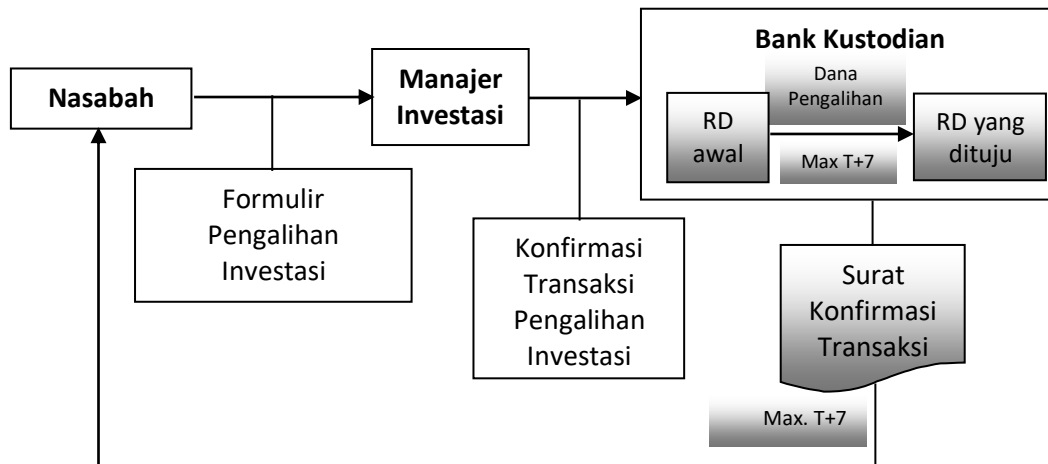 Nasabah
Manajer
Investasi
Bank Kustodian
Dana
Pengalihan
RD
awal
Max T+7
RD yang
dituju
Formulir
Pengalihan
Investasi
Konfirmasi
Transaksi
Pengalihan
Investasi
Surat
Konfirmasi
Transaksi
Max. T+7